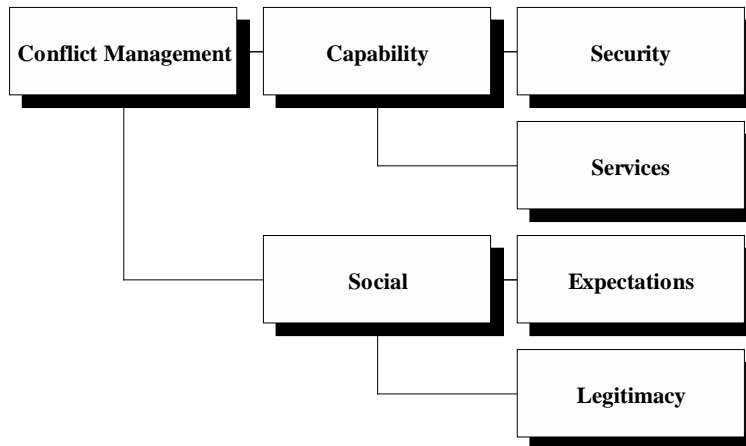 Conflict Management
Capability
Security
Services
Social
Expectations
Legitimacy